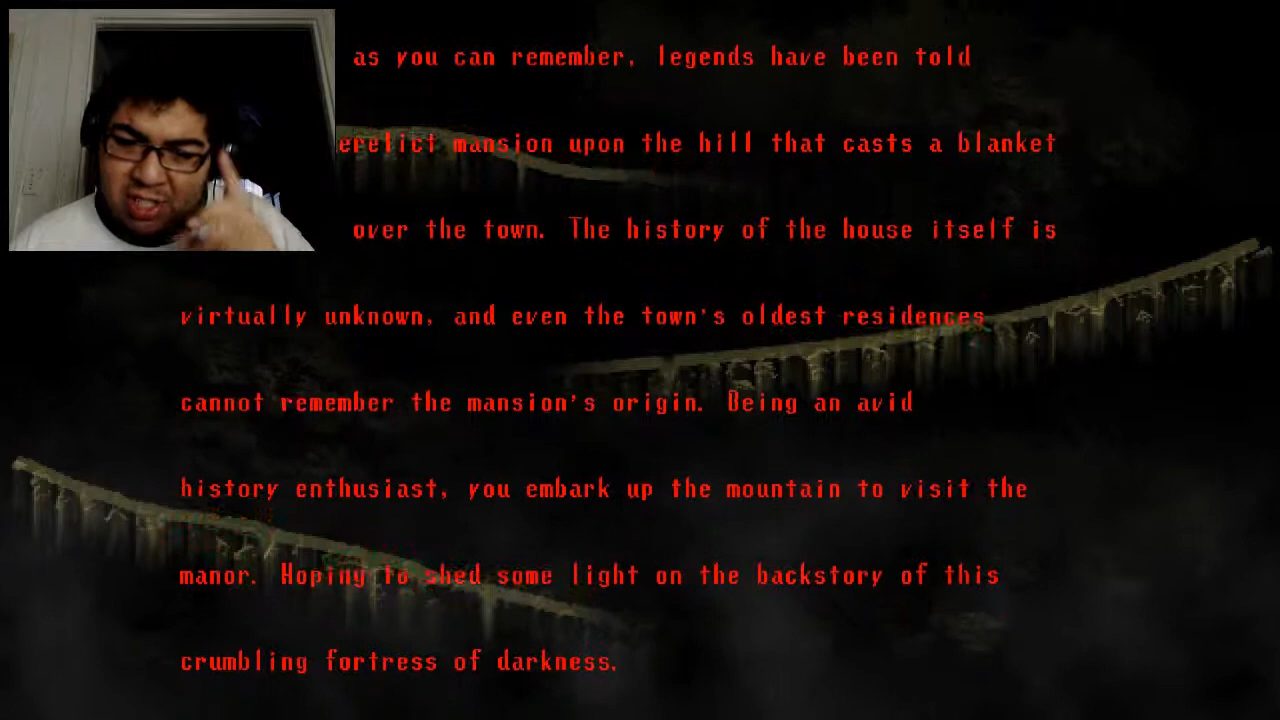 as you can remember, legends have been told
mansion upon the hill that casts a blanket
over the town. The history of the house itself is
virtually unknown, and even the town's oldest residences
cannot remember the mansion's origin. Being an avid
history enthusiast, you embark up the mountain to visit the
manor. Hoping to shed some light on the backstory of this
crumbling fortress of darkness.